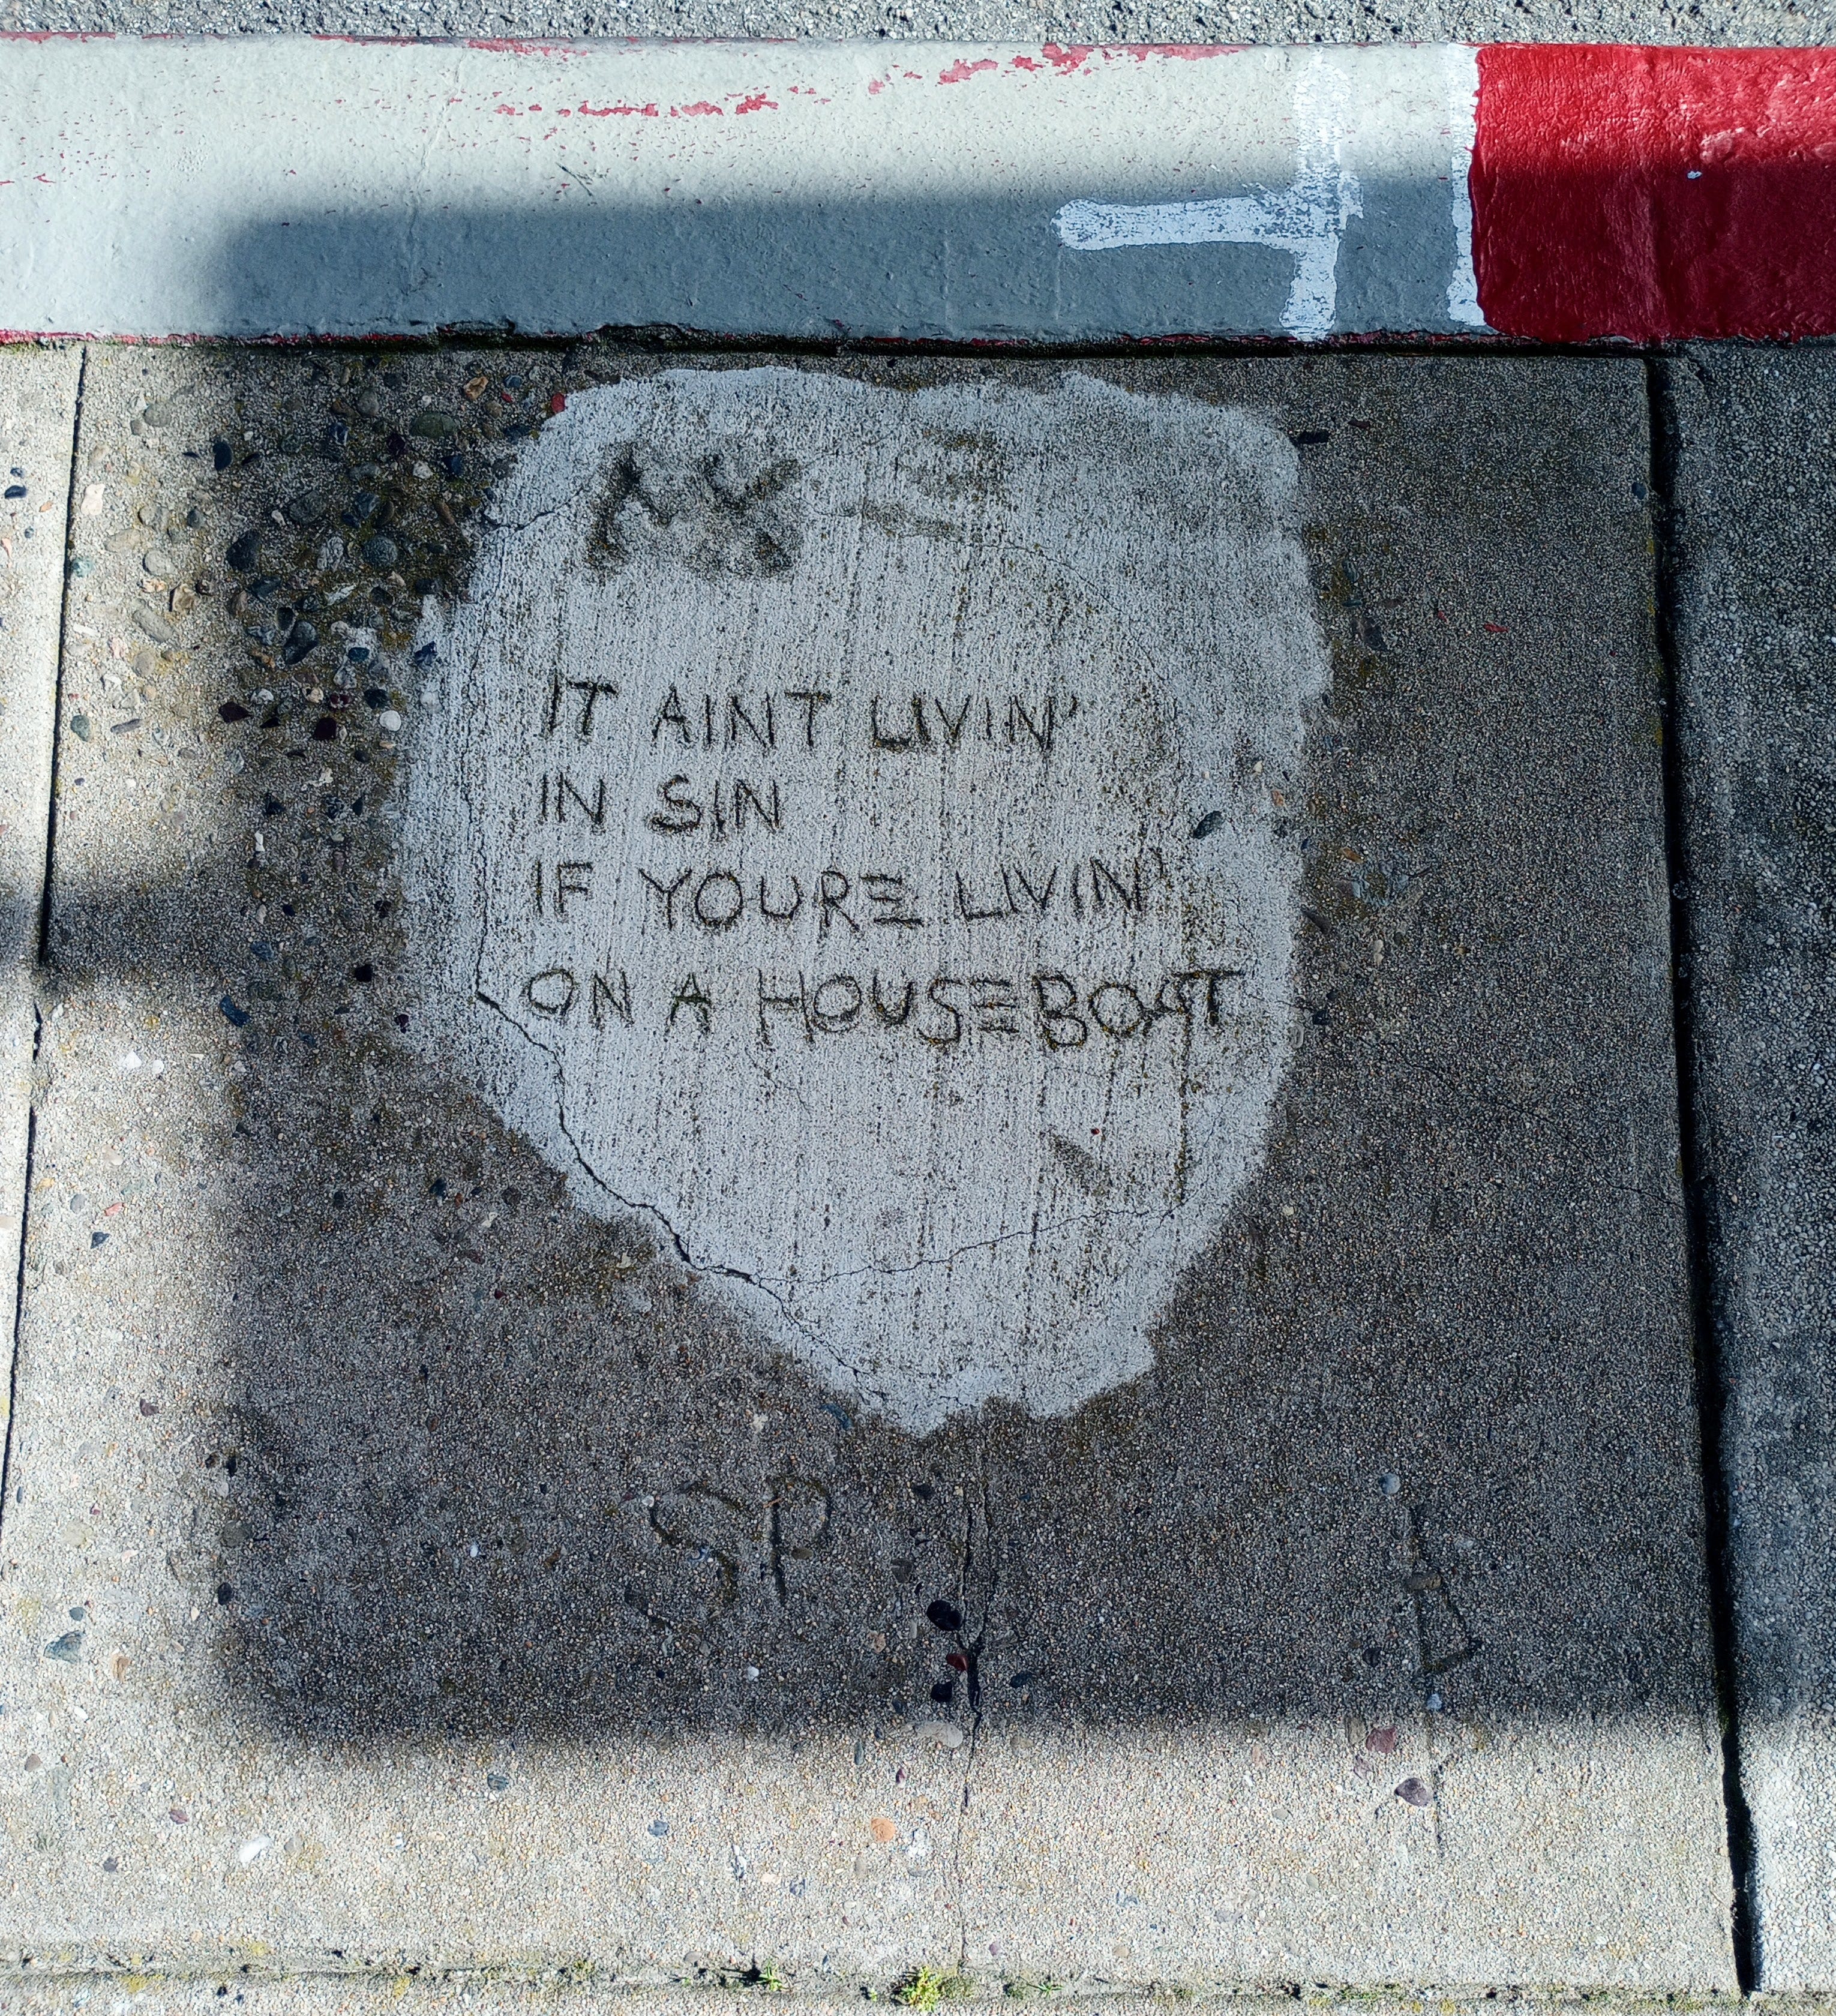 IT AINT LIVIN'
IN SIN
IF YOURE LIVIN'
ON A HOUSEBOAT
SP